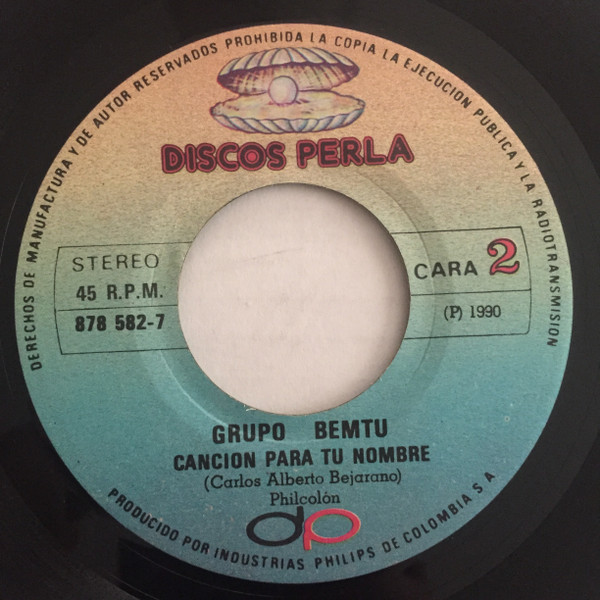 DERECHOS DE MANUFACTURA Y DE AUTOR RESERVADOS PROHIBIDA LA COPIA LA EJECUCION PUBLICA Y LA RADIOTRANSMISION
DISCOS PERLA
STEREO
45 R.P.M.
878 582-7
CARA 2
(P) 1990
GRUPO BEMTU
CANCION PARA TU NOMBRE
(Carlos Alberto Bejarano)
Philcolón
dp
PRODUCIDO POR INDUSTRIAS PHILIPS DE COLOMBIA S A